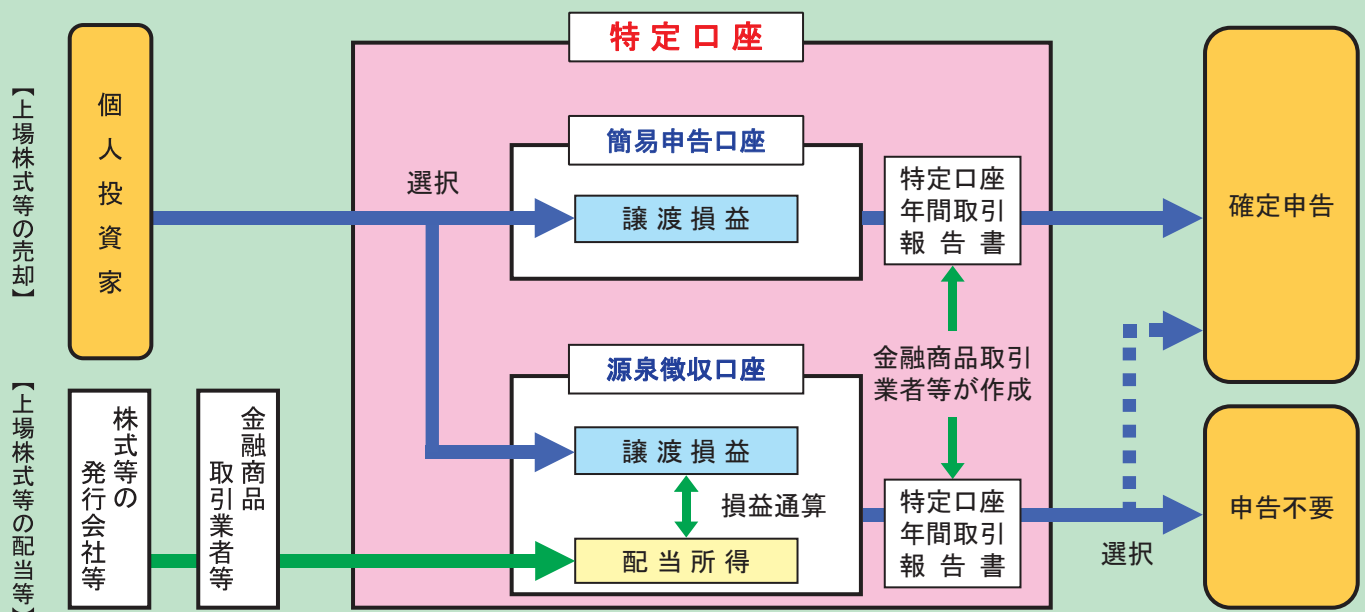 特定口座
【上場株式等の売却】
個人投資家
選択
簡易申告口座
譲渡損益
特定口座
年間取引
報告書
確定申告
金融商品取引
業者等が作成
源泉徴収口座
譲渡損益
損益通算
配当所得
特定口座
年間取引
報告書
選択
申告不要
【上場株式等の配当等】
株式等の
発行会社等
金融商品
取引業者等